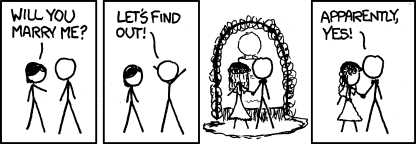 WILL YOU
MARRY ME?
LET'S FIND
OUT!
APPARENTLY,
YES!